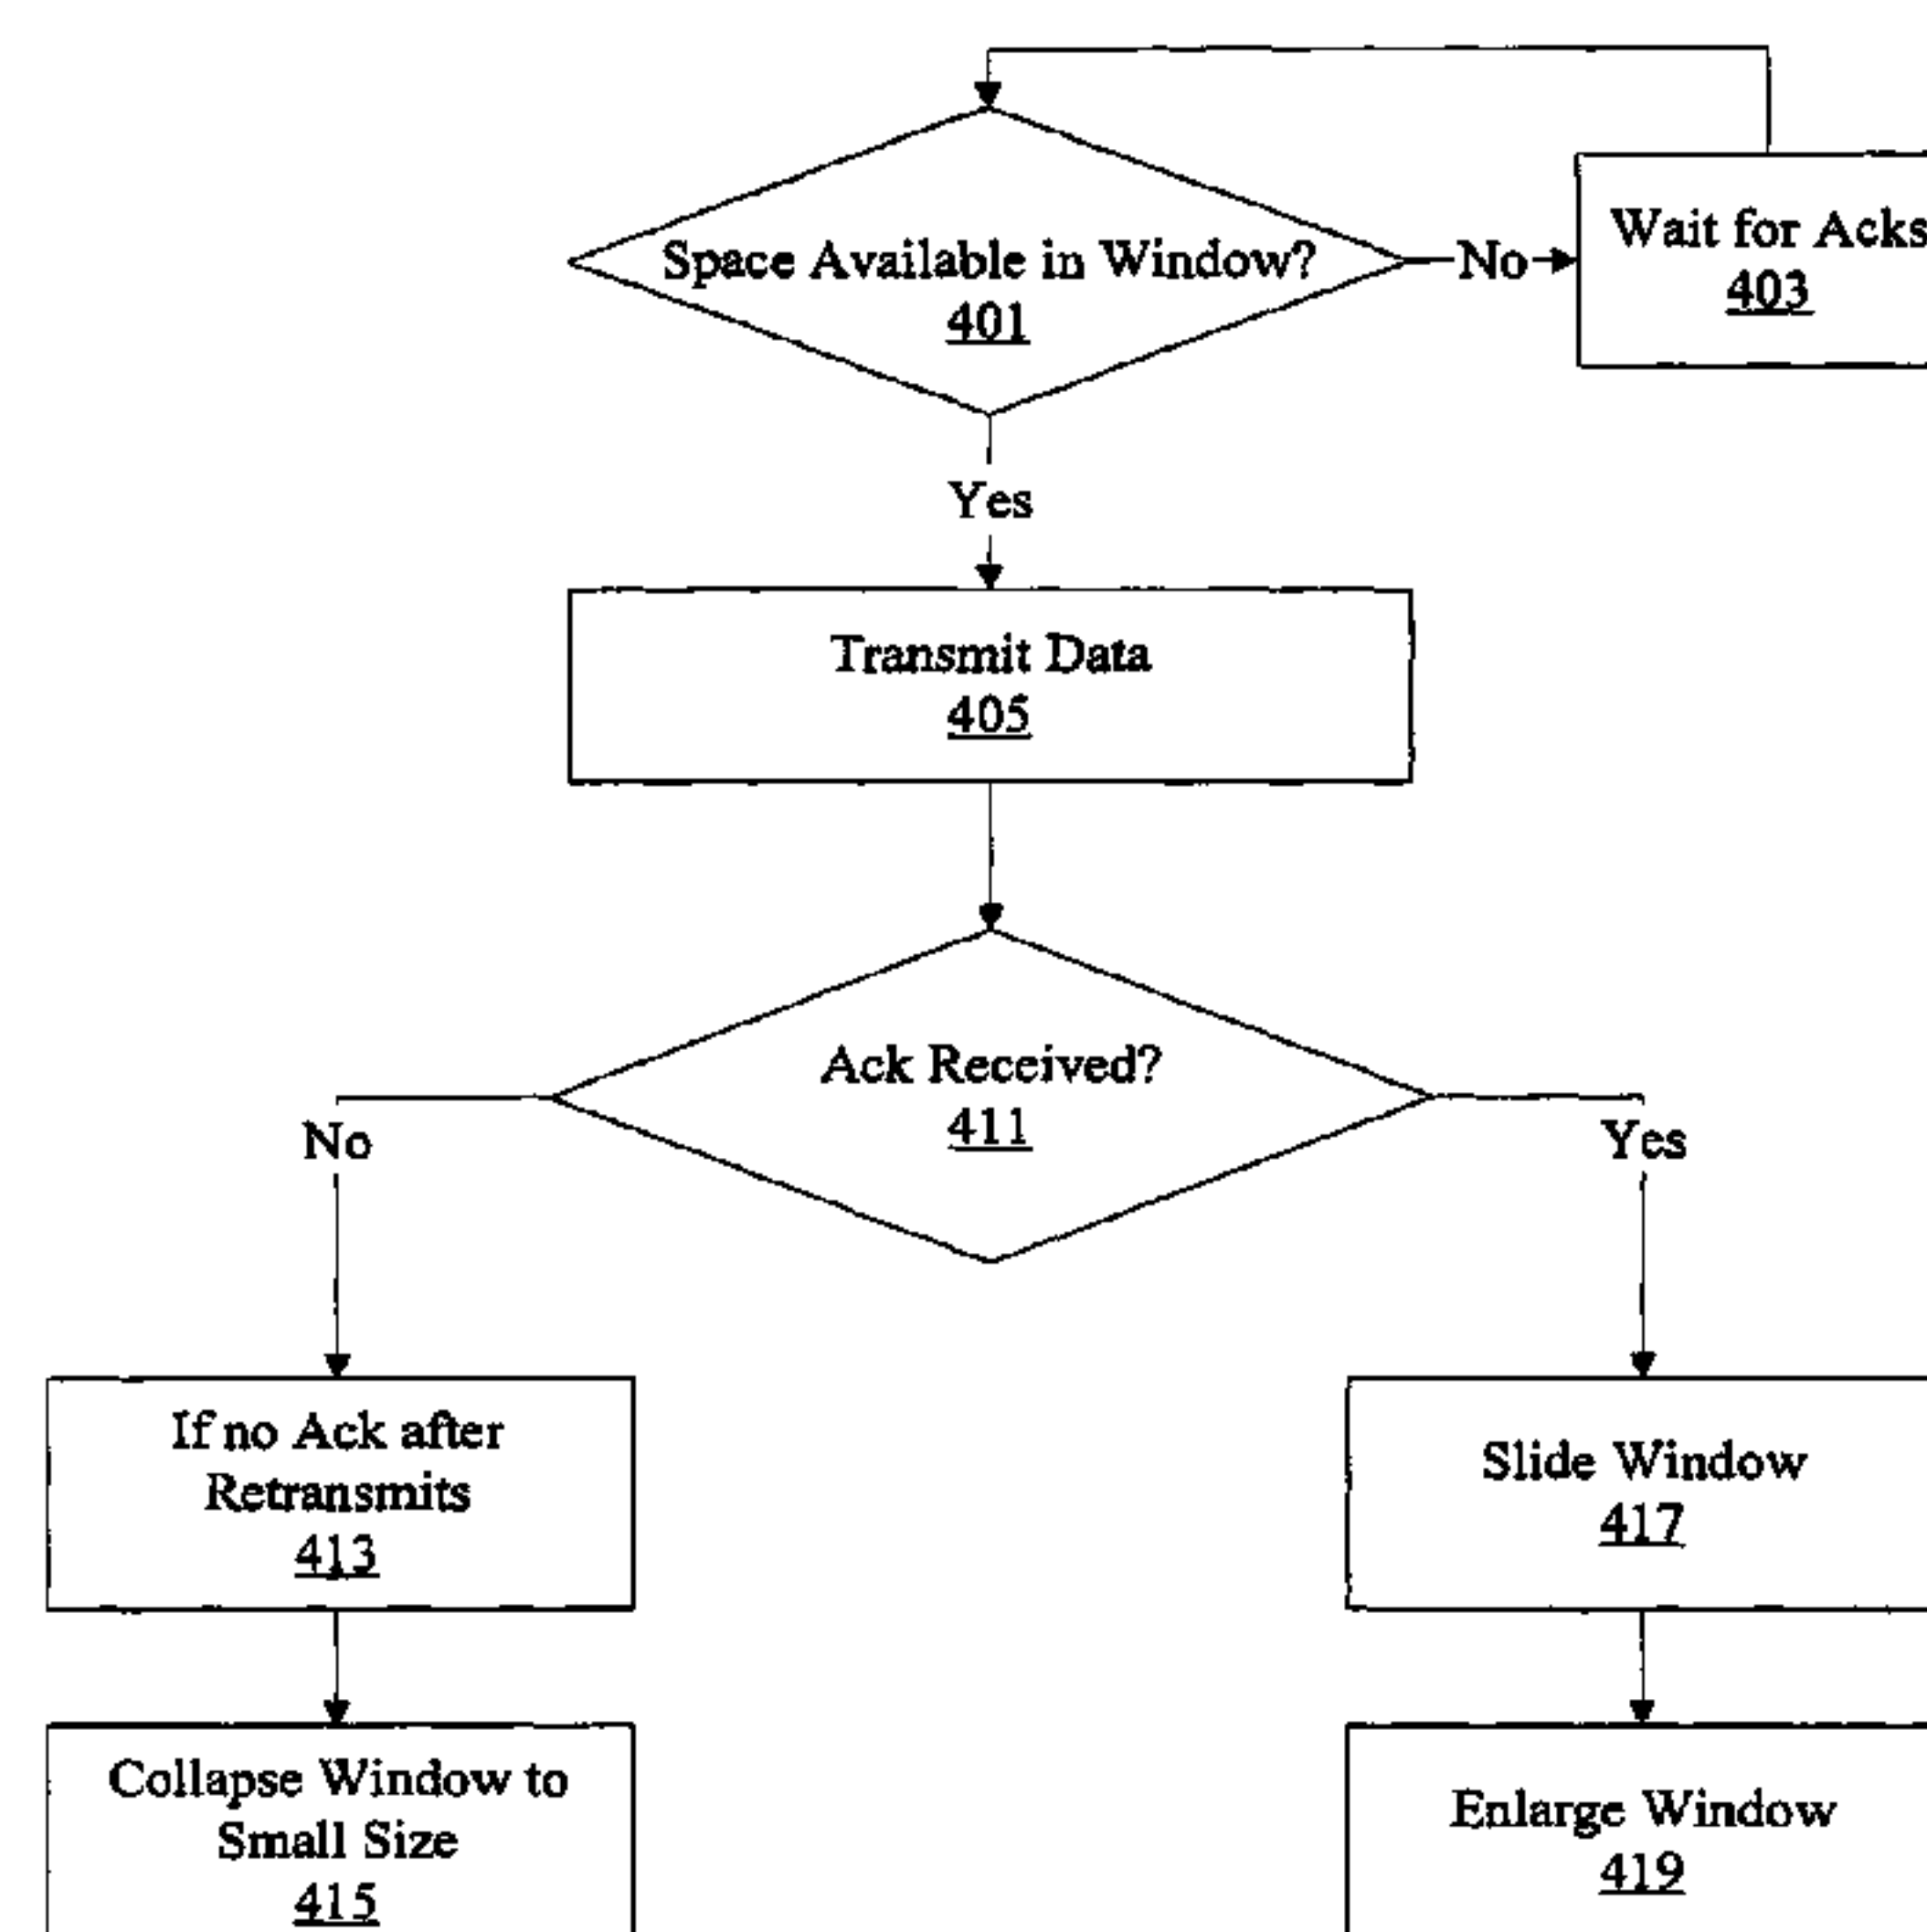 Space Available in Window?
401
No
Wait for Acks
403
Yes
Transmit Data
405
Ack Received?
411
No
Yes
If no Ack after
Retransmits
413
Slide Window
417
Collapse Window to
Small Size
415
Enlarge Window
419